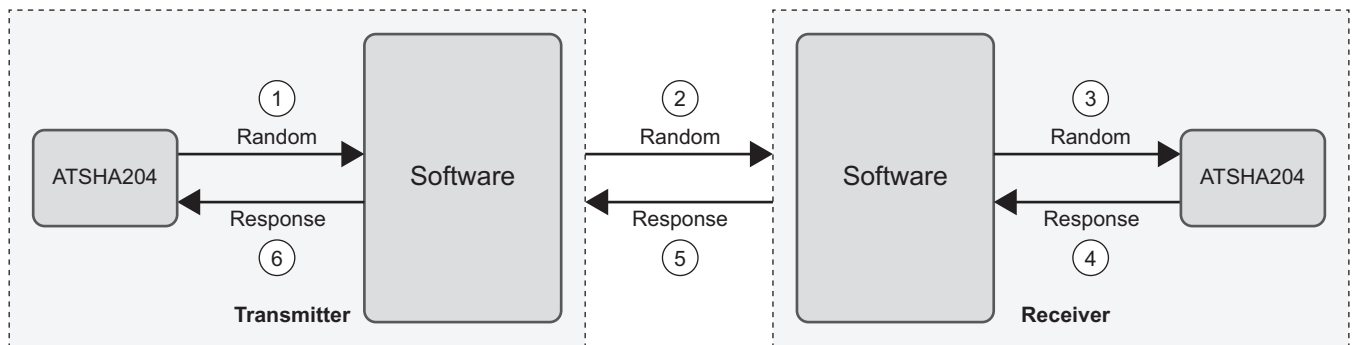 1
Random
ATSHA204
Response
6
Software
Transmitter
2
Random
Response
5
Software
3
Random
ATSHA204
Response
4
Receiver